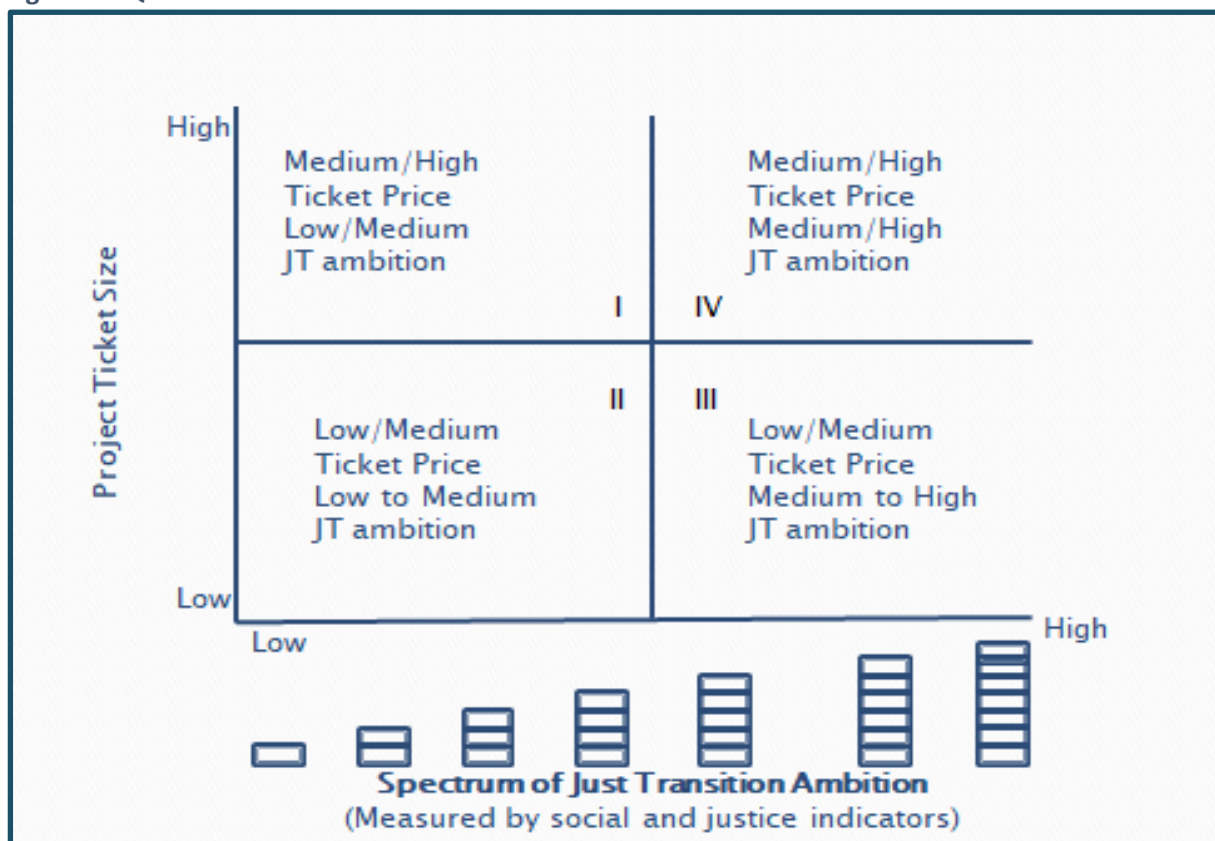 High
Medium/High
Ticket Price
Low/Medium
JT ambition
I
Medium/High
Ticket Price
Medium/High
JT ambition
IV
Project Ticket Size
II
Low/Medium
Ticket Price
Low to Medium
JT ambition
III
Low/Medium
Ticket Price
Medium to High
JT ambition
Low
Low
High
Spectrum of Just Transition Ambition
(Measured by social and justice indicators)